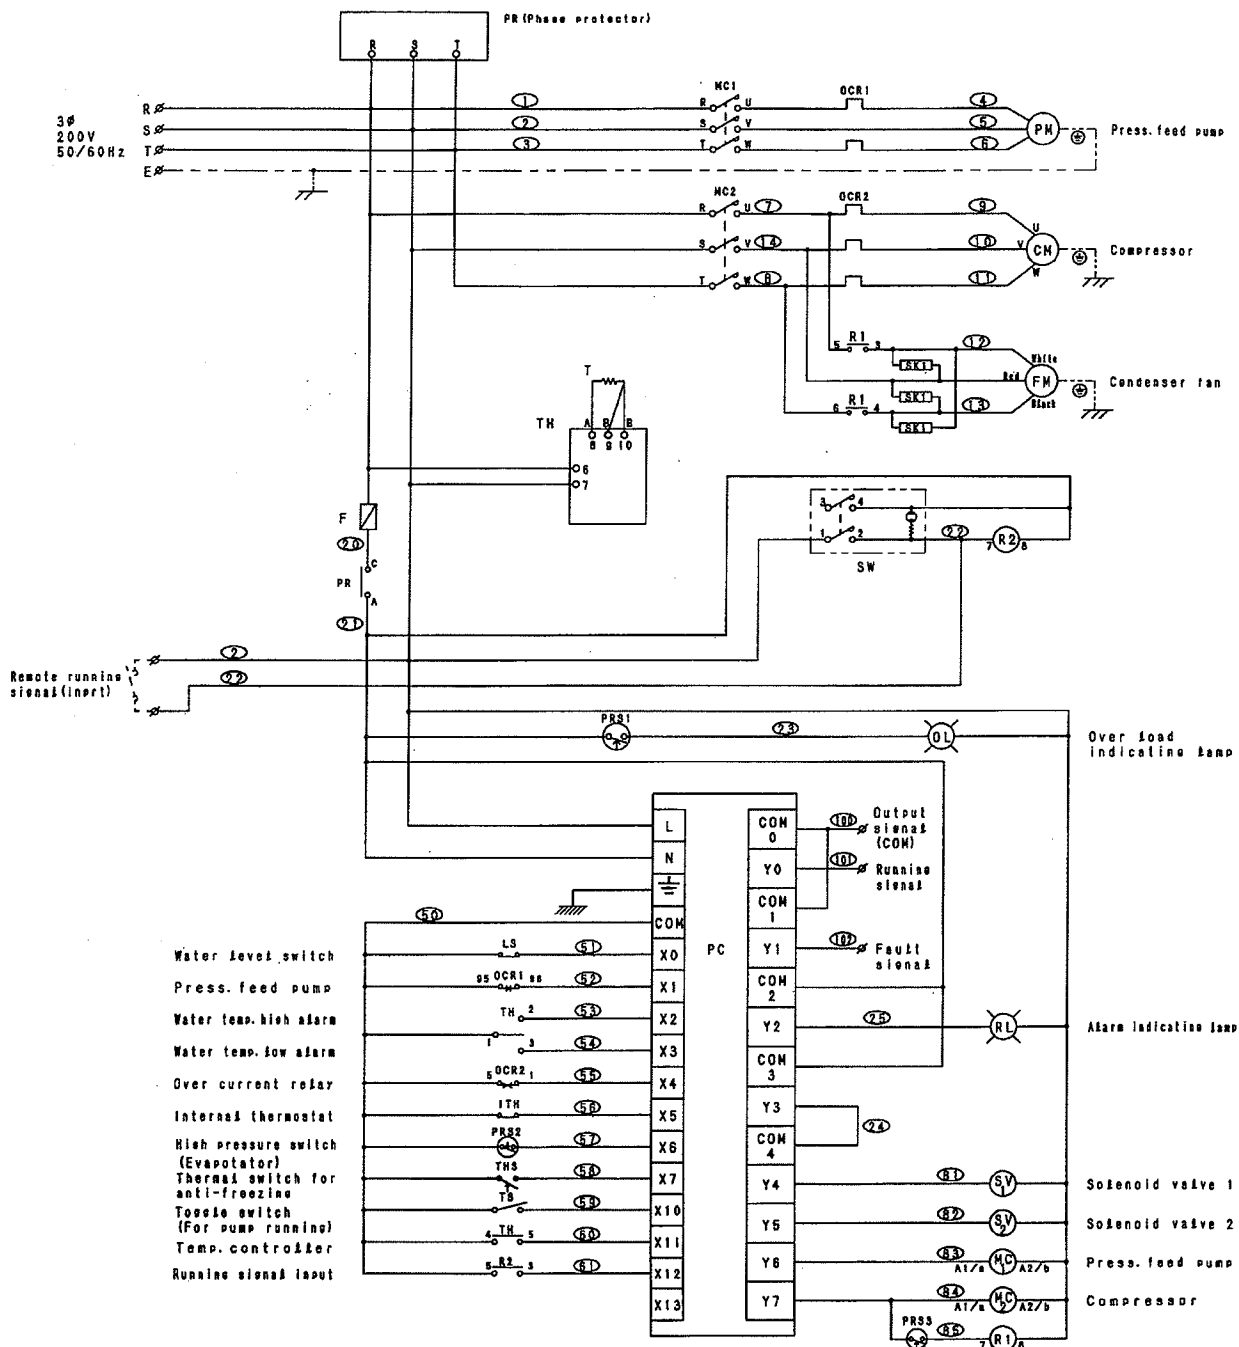 PR(Phase protector)
R S T
3ø
200V
50/60Hz
R
S
T
E
1
2
3
MC1
R U
S V
T W
OCR1
4
5
6
PM
Press.feed pump
MC2
R U
S V
T W
7
14
8
OCR2
9
10
11
U
V
W
CM
Compressor
5 R1 3
6 R1 4
SK1
SK1
SK1
12
13
White
Red
Black
FM
Condenser fan
T
TH
A B B
8 9 10
6
7
3 4
1 2
SW
22
7 R2 8
F
20
C
PR
A
21
Remote running
signal(inprt)
2
22
PRS1
23
OL
Over load
indicating lamp
PC
L
N
COM
X0
X1
X2
X3
X4
X5
X6
X7
X10
X11
X12
X13
COM
0
Y0
COM
1
Y1
COM
2
Y2
COM
3
Y3
COM
4
Y4
Y5
Y6
Y7
100
Output
signal
(COM)
101
Running
signal
102
Fault
signal
25
RL
Alarm indicating lamp
24
50
Water level switch
LS
51
Press.feed pump
95 OCR1 96
52
Water temp.high alarm
TH 2
53
1
Water temp.low alarm
3
54
Over current relay
5 OCR2 1
55
Internal thermostat
ITH
56
High pressure switch
(Evapotator)
PRS2
57
Thermal switch for
anti-freezing
THS
58
Toggle switch
(For pump running)
TS
59
Temp.controller
4 TH 5
60
Running signal input
5 R2 3
61
81
SV
1
Solenoid valve 1
82
SV
2
Solenoid valve 2
83
A1/a MC
1 A2/b
Press.feed pump
84
A1/a MC
2 A2/b
Compressor
PRS3
85
7 R1 8